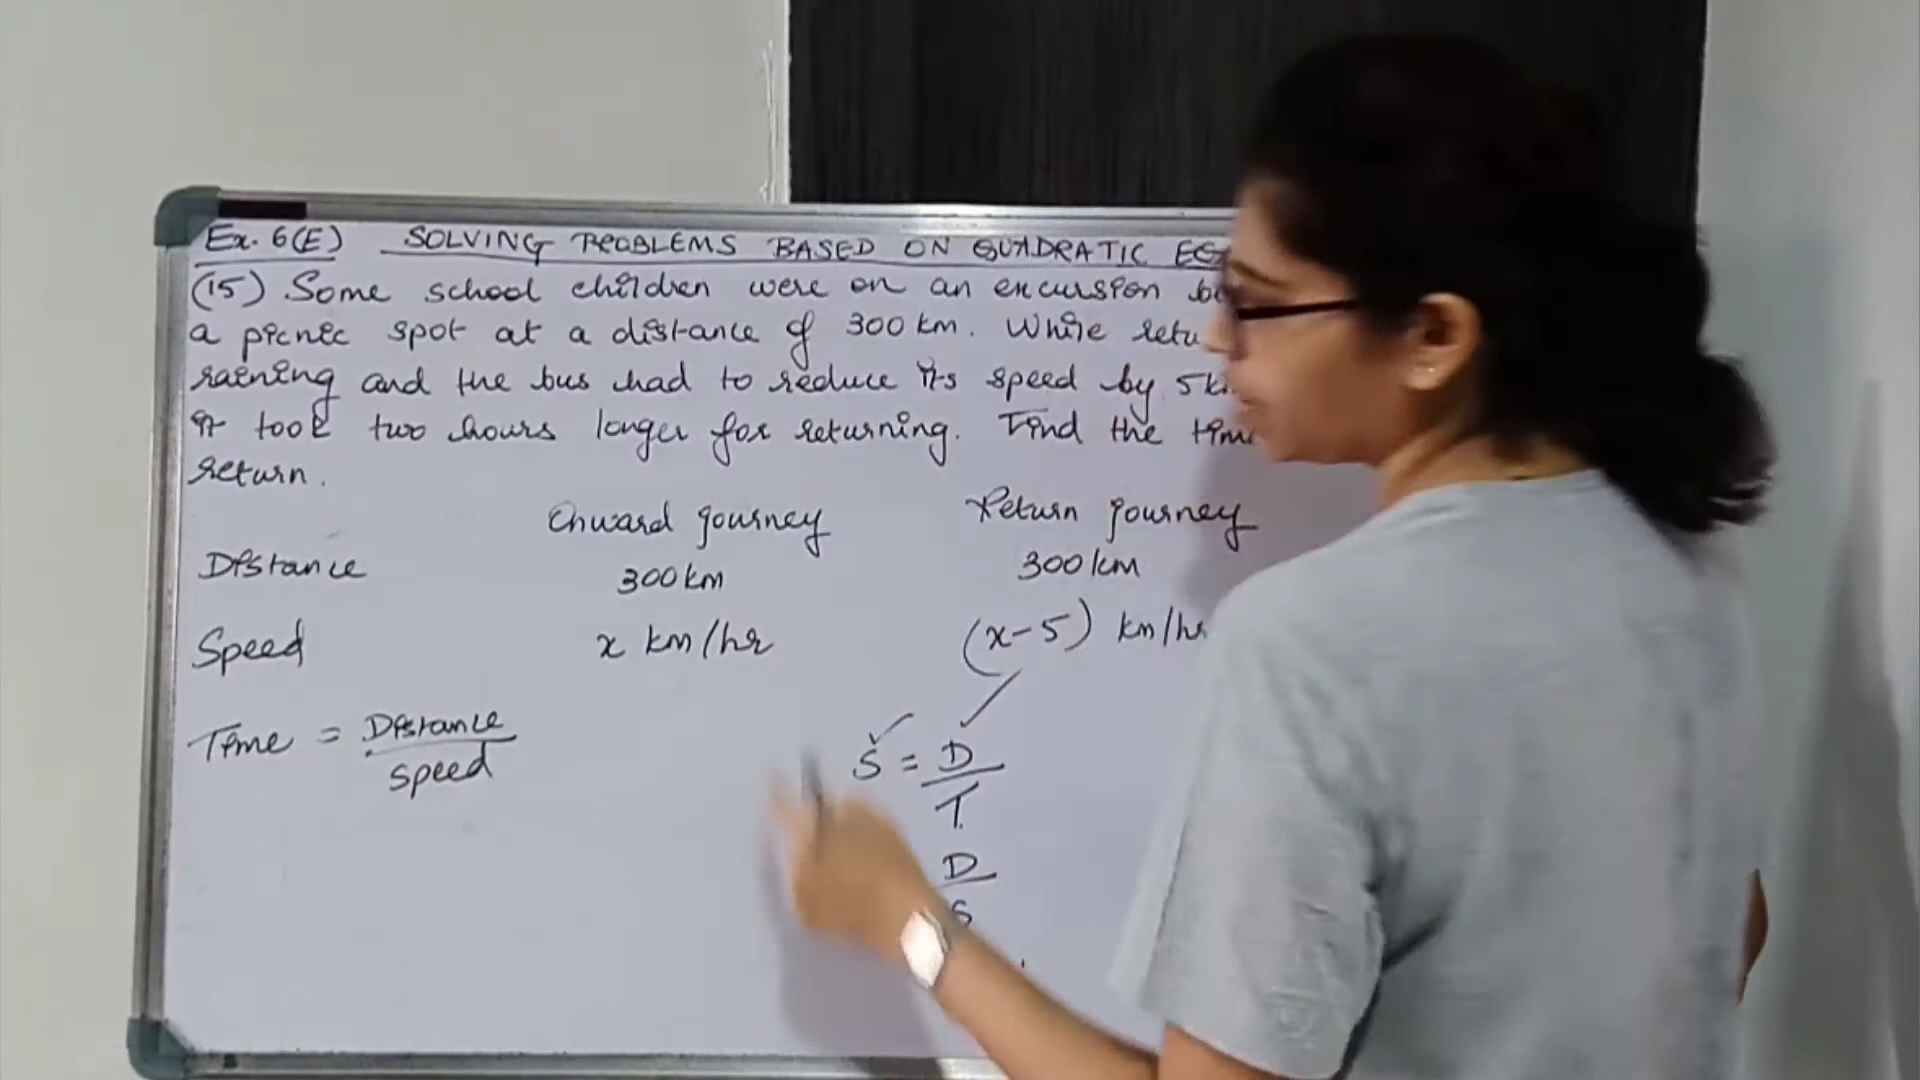 Ex. 6(E) SOLVING PROBLEMS BASED ON QUADRATIC
(15) Some school children were on an excursion
a picnic spot at a distance of 300 km. While
raining and the bus had to reduce its speed by 5
it took two hours longer for returning. Find the
return.
Onward journey Return journey
Distance 300 km 300 km
Speed x km/hr (x-5) km/hr
Time = Distance / speed
S = D / T
D / S